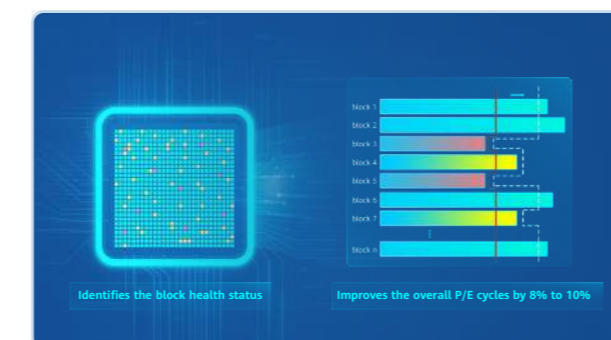 block 1
block 2
block 3
block 4
block 5
block 6
block 7
block n
Identifies the block health status
Improves the overall P/E cycles by 8% to 10%